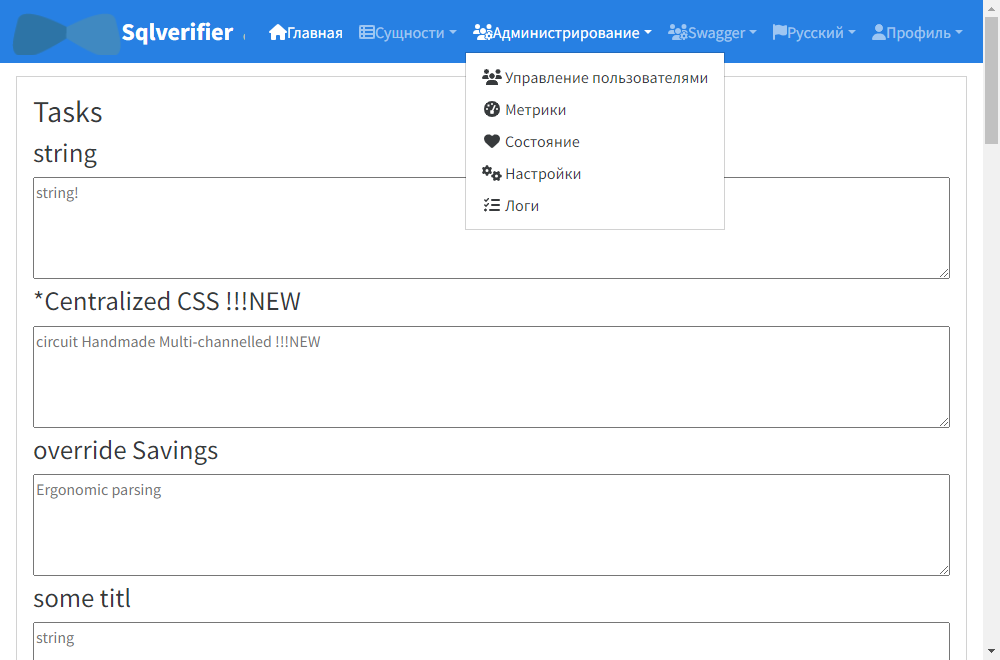 Sqlverifier Главная Сущности Администрирование Swagger Русский Профиль
Управление пользователями
Метрики
Состояние
Настройки
Логи
Tasks
string
string!
*Centralized CSS !!!NEW
circuit Handmade Multi-channelled !!!NEW
override Savings
Ergonomic parsing
some titl
string